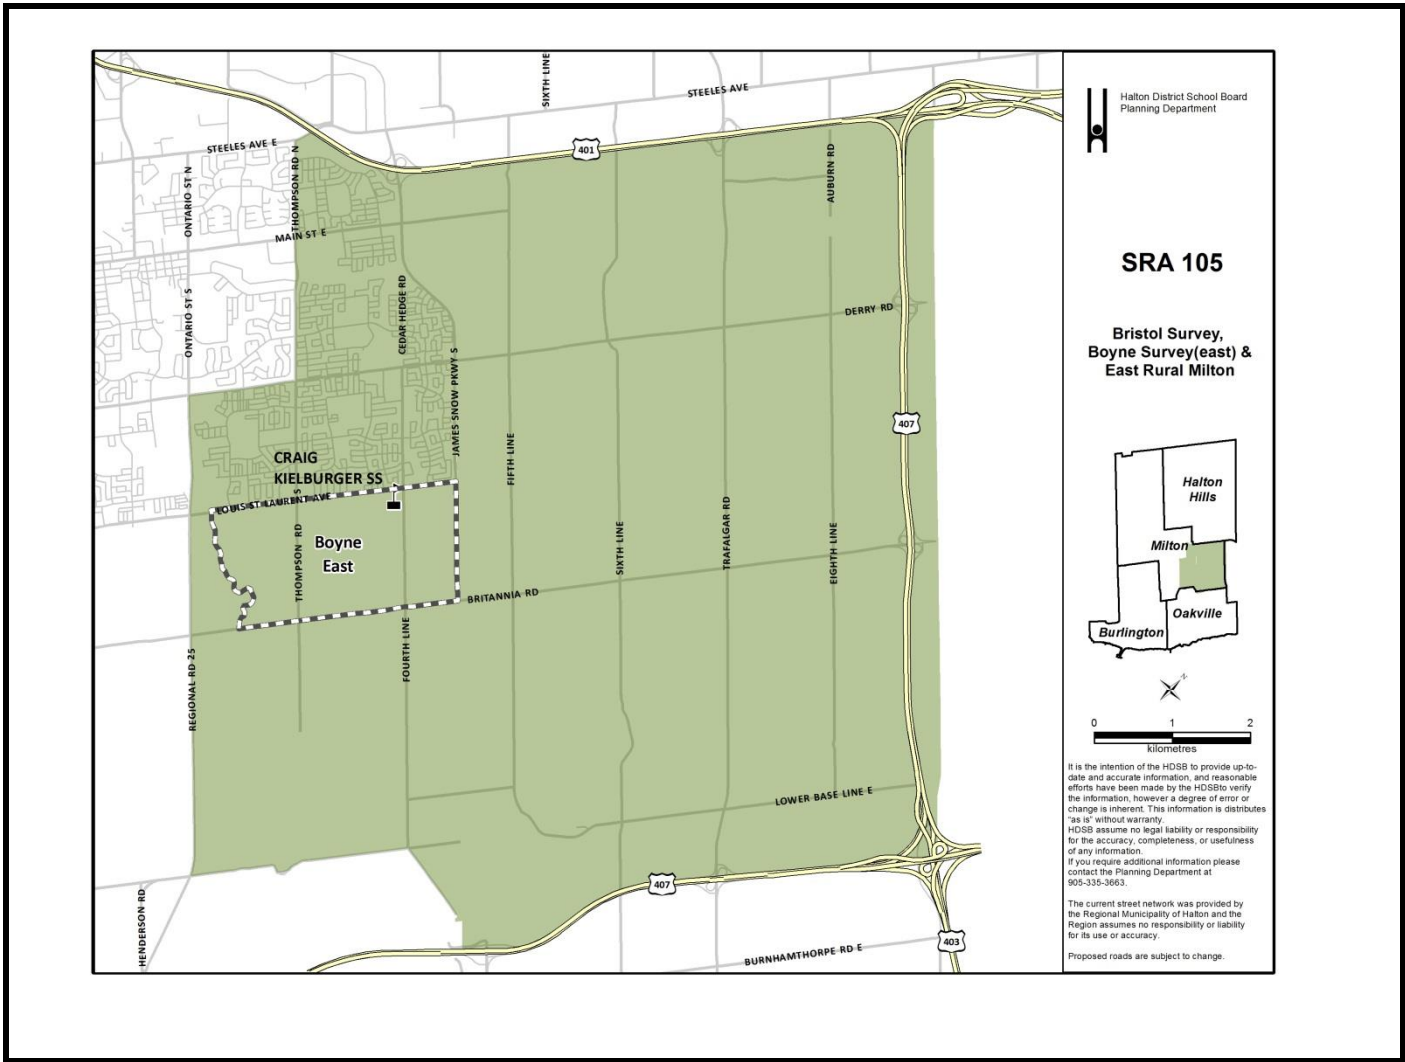 SIXTH LINE
STEELES AVE
STEELES AVE E
401
THOMPSON RD N
ONTARIO ST N
AUBURN RD
MAIN ST E
ONTARIO ST S
CEDAR HEDGE RD
DERRY RD
JAMES SNOW PKWY S
407
FIFTH LINE
CRAIG
KIELBURGER SS
LOUIS ST LAURENT AVE
THOMPSON RD S
Boyne
East
SIXTH LINE
TRAFALGAR RD
EIGHTH LINE
BRITANNIA RD
FOURTH LINE
REGIONAL RD 25
LOWER BASE LINE E
407
HENDERSON RD
403
BURNHAMTHORPE RD E
Halton District School Board
Planning Department
SRA 105
Bristol Survey,
Boyne Survey(east) &
East Rural Milton
Halton
Hills
Milton
Oakville
Burlington
N
0 1 2
kilometres
It is the intention of the HDSB to provide up-to-
date and accurate information, and reasonable
efforts have been made by the HDSBto verify
the information, however a degree of error or
change is inherent. This information is distributes
"as is" without warranty.
HDSB assume no legal liability or responsibility
for the accuracy, completeness, or usefulness
of any information.
If you require additional information please
contact the Planning Department at
905-335-3663.
The current street network was provided by
the Regional Municipality of Halton and the
Region assumes no responsibility or liability
for its use or accuracy.
Proposed roads are subject to change.